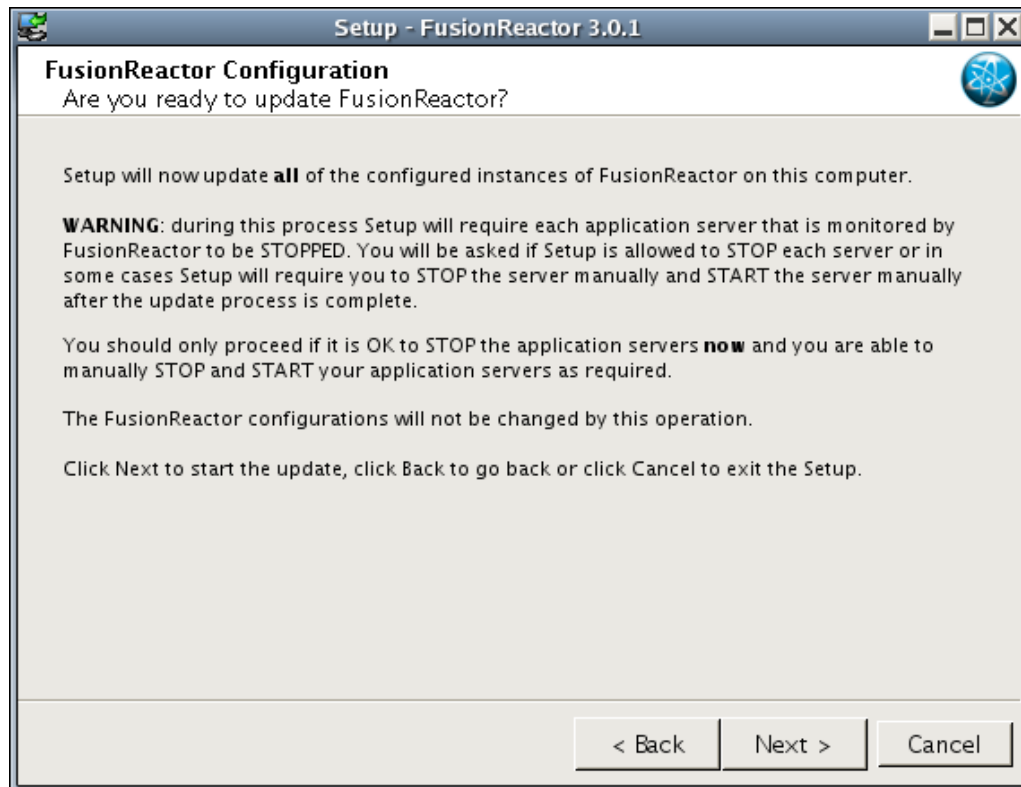 Setup - FusionReactor 3.0.1
FusionReactor Configuration
Are you ready to update FusionReactor?
Setup will now update all of the configured instances of FusionReactor on this computer.
WARNING: during this process Setup will require each application server that is monitored by
FusionReactor to be STOPPED. You will be asked if Setup is allowed to STOP each server or in
some cases Setup will require you to STOP the server manually and START the server manually
after the update process is complete.
You should only proceed if it is OK to STOP the application servers now and you are able to
manually STOP and START your application servers as required.
The FusionReactor configurations will not be changed by this operation.
Click Next to start the update, click Back to go back or click Cancel to exit the Setup.
< Back Next > Cancel